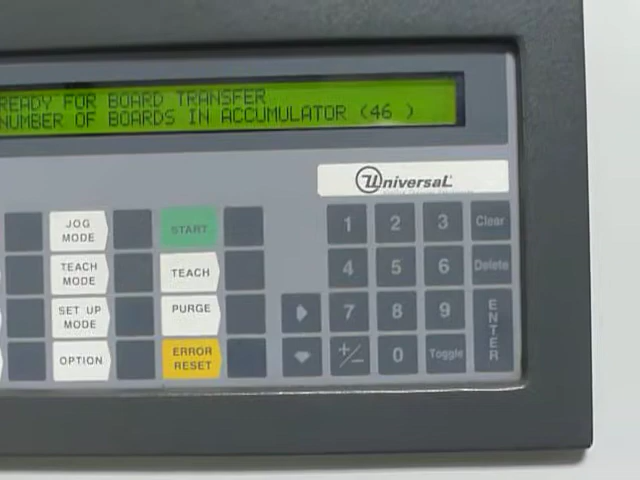 READY FOR BOARD TRANSFER
NUMBER OF BOARDS IN ACCUMULATOR (46 )
UniversaL
JOG MODE
START
1 2 3 Clear
TEACH MODE
TEACH
4 5 6 Delete
SET UP MODE
PURGE
7 8 9 ENTER
OPTION
ERROR RESET
+/- 0 Toggle